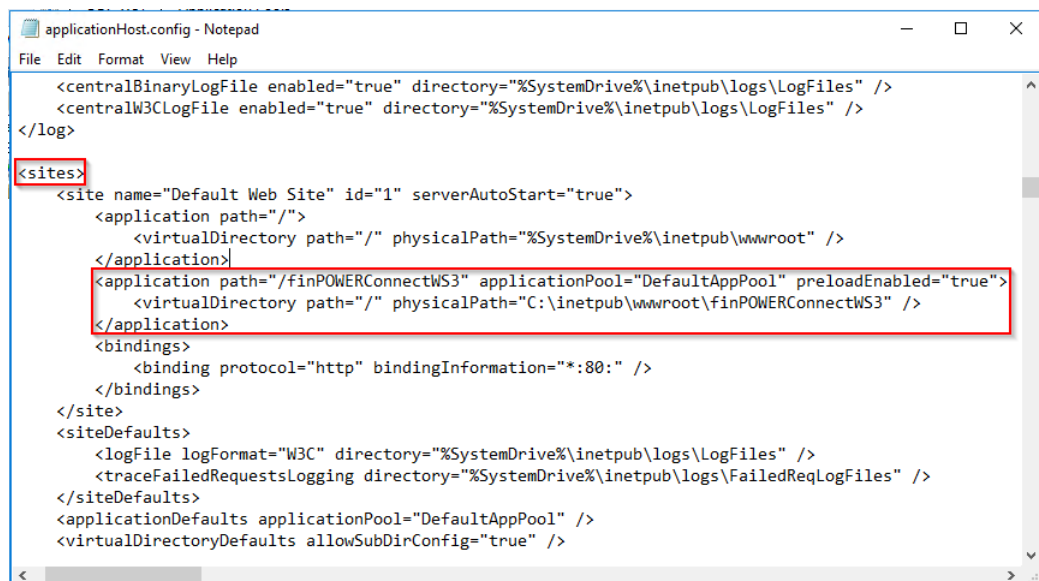 applicationHost.config - Notepad
File Edit Format View Help
<centralBinaryLogFile enabled="true" directory="%SystemDrive%\inetpub\logs\LogFiles" />
<centralW3CLogFile enabled="true" directory="%SystemDrive%\inetpub\logs\LogFiles" />
</log>
<sites>
<site name="Default Web Site" id="1" serverAutoStart="true">
<application path="/">
<virtualDirectory path="/" physicalPath="%SystemDrive%\inetpub\wwwroot" />
</application>
<application path="/finPOWERConnectWS3" applicationPool="DefaultAppPool" preloadEnabled="true">
<virtualDirectory path="/" physicalPath="C:\inetpub\wwwroot\finPOWERConnectWS3" />
</application>
<bindings>
<binding protocol="http" bindingInformation="*:80:" />
</bindings>
</site>
<siteDefaults>
<logFile logFormat="W3C" directory="%SystemDrive%\inetpub\logs\LogFiles" />
<traceFailedRequestsLogging directory="%SystemDrive%\inetpub\logs\FailedReqLogFiles" />
</siteDefaults>
<applicationDefaults applicationPool="DefaultAppPool" />
<virtualDirectoryDefaults allowSubDirConfig="true" />